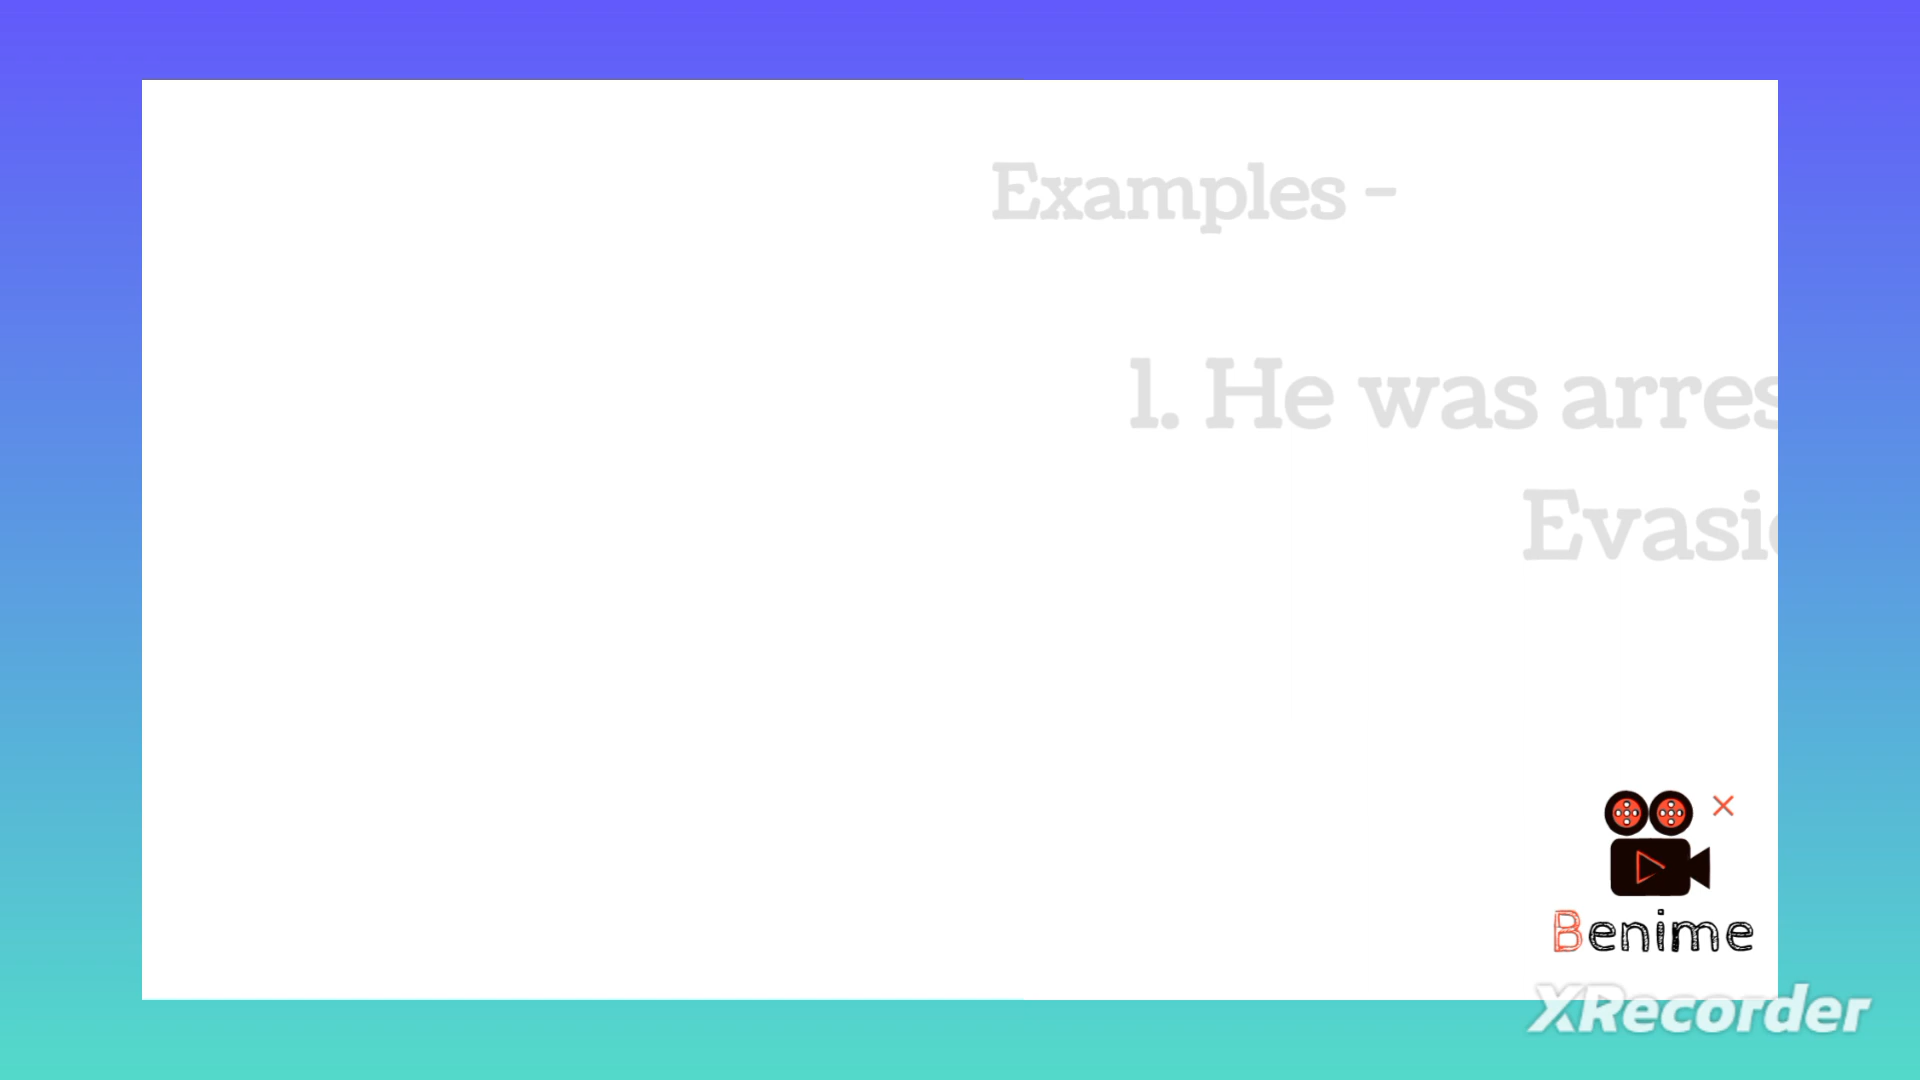 Examples -
1. He was arres
Evasi
Benime
XRecorder